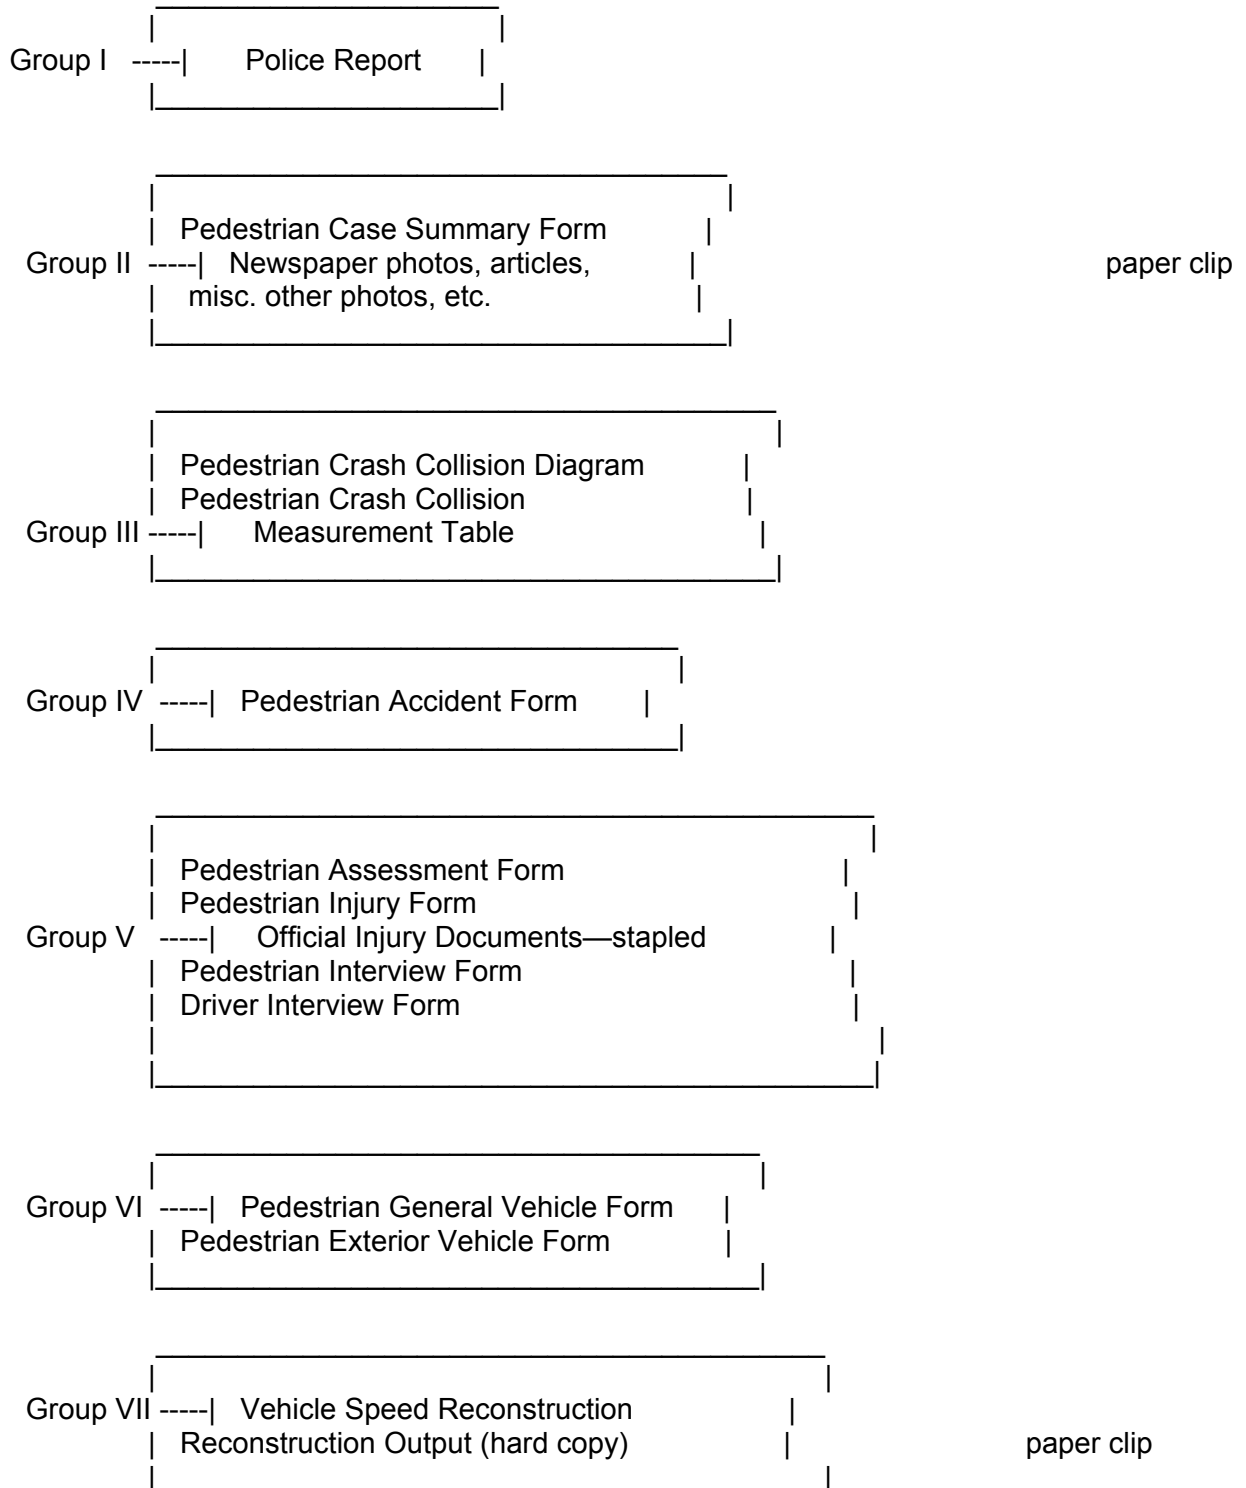 Group I -----| Police Report |
Pedestrian Case Summary Form |
Group II -----| Newspaper photos, articles, | paper clip
| misc. other photos, etc. |
| Pedestrian Crash Collision Diagram |
| Pedestrian Crash Collision |
Group III -----| Measurement Table |
Group IV -----| Pedestrian Accident Form |
| Pedestrian Assessment Form |
| Pedestrian Injury Form |
Group V -----| Official Injury Documents—stapled |
| Pedestrian Interview Form |
| Driver Interview Form |
Group VI -----| Pedestrian General Vehicle Form |
| Pedestrian Exterior Vehicle Form |
Group VII -----| Vehicle Speed Reconstruction |
| Reconstruction Output (hard copy) | paper clip